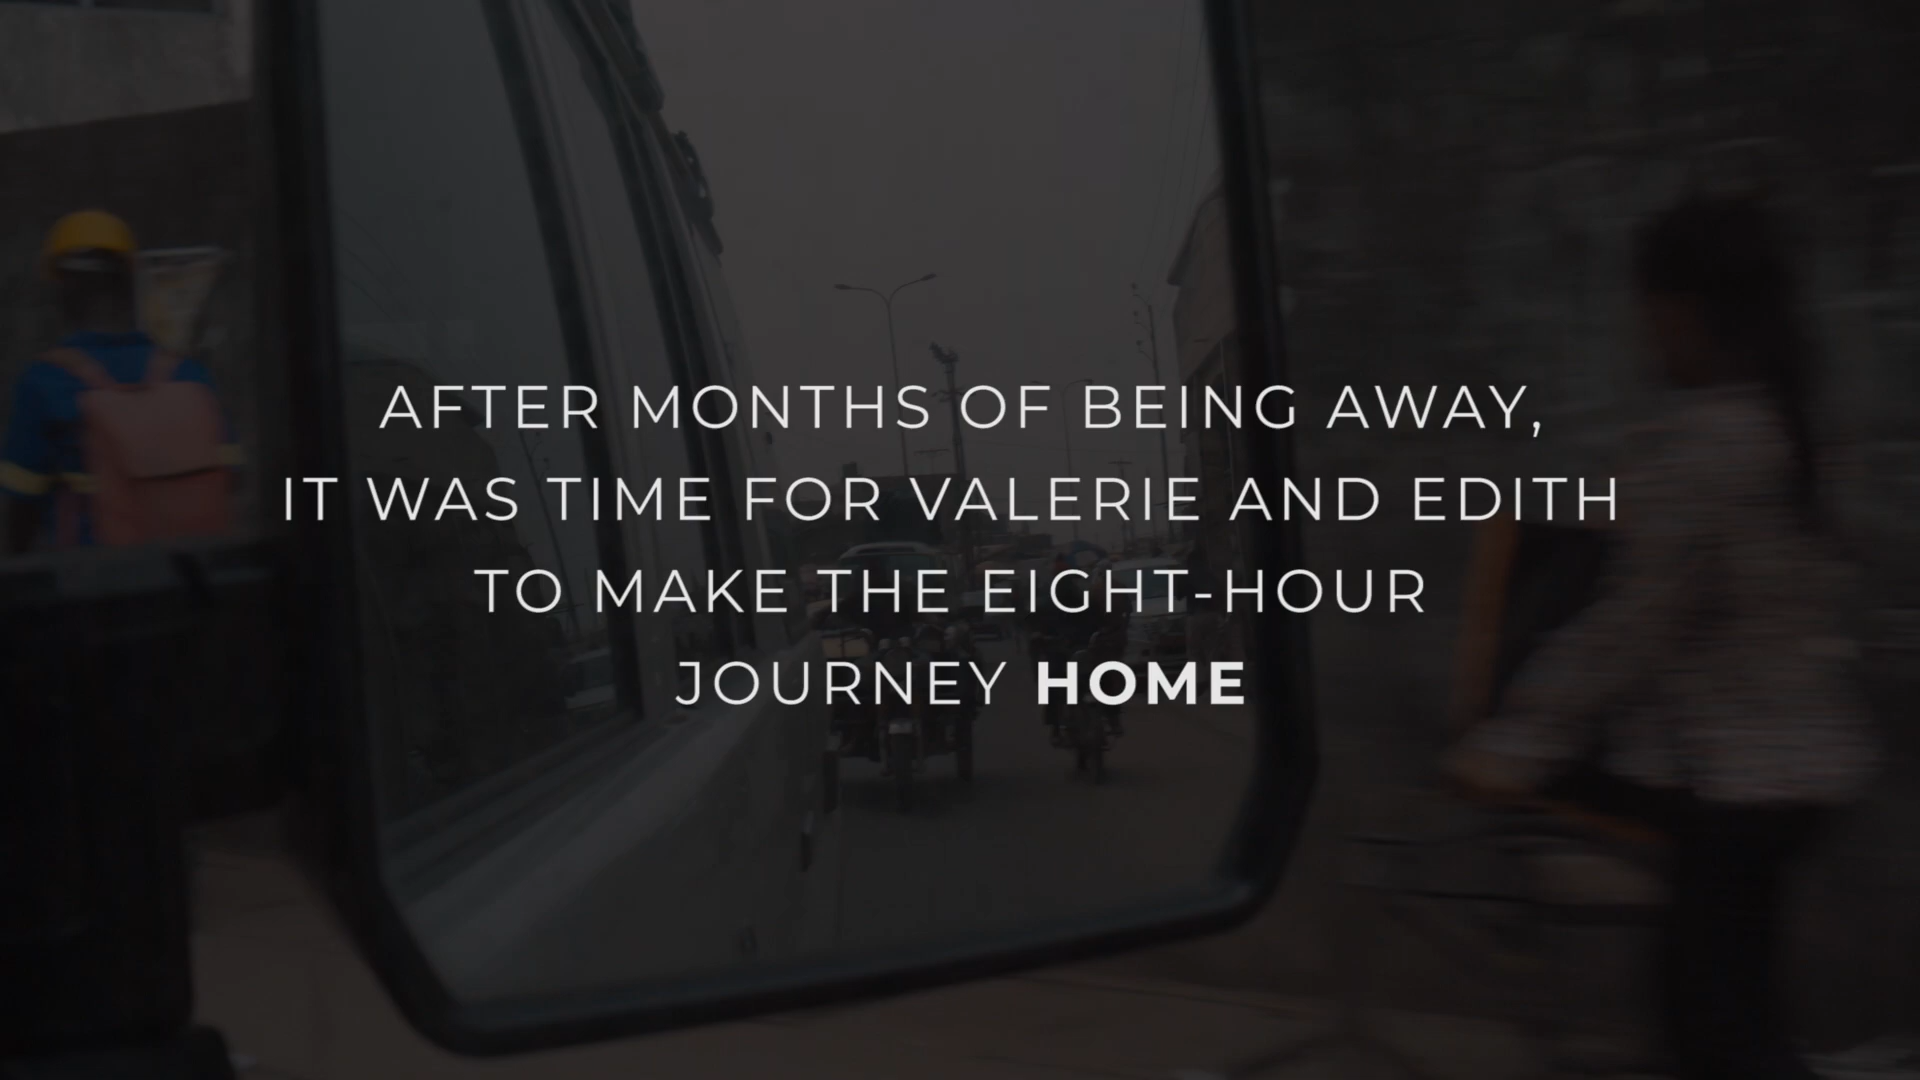 AFTER MONTHS OF BEING AWAY,
IT WAS TIME FOR VALERIE AND EDITH
TO MAKE THE EIGHT-HOUR
JOURNEY HOME